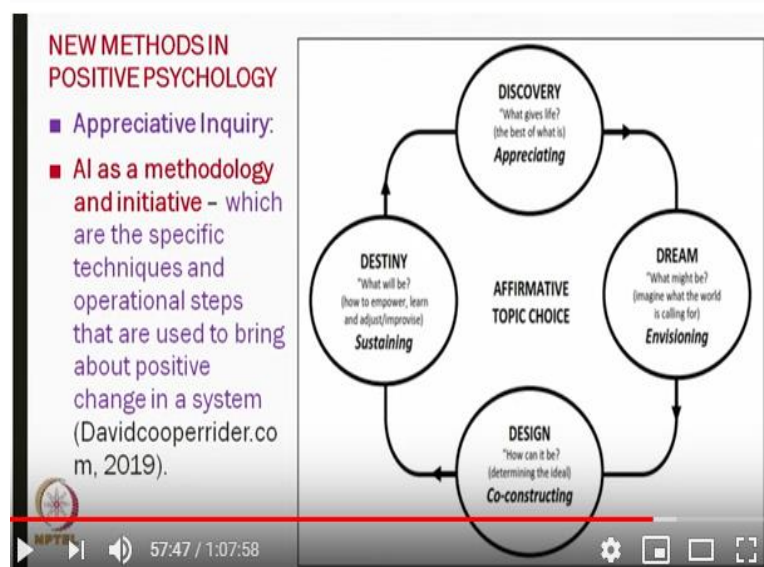 NEW METHODS IN
POSITIVE PSYCHOLOGY
Appreciative Inquiry:
AI as a methodology
and initiative – which
are the specific
techniques and
operational steps
that are used to bring
about positive
change in a system
(Davidcooperrider.co
m, 2019).
DISCOVERY
"What gives life?
(the best of what is)
Appreciating
DREAM
"What might be?
(imagine what the world
is calling for)
Envisioning
DESTINY
"What will be?
(how to empower, learn
and adjust/improvise)
Sustaining
AFFIRMATIVE
TOPIC CHOICE
DESIGN
"How can it be?
(determining the ideal)
Co-constructing
NPTEL
57:47 / 1:07:58